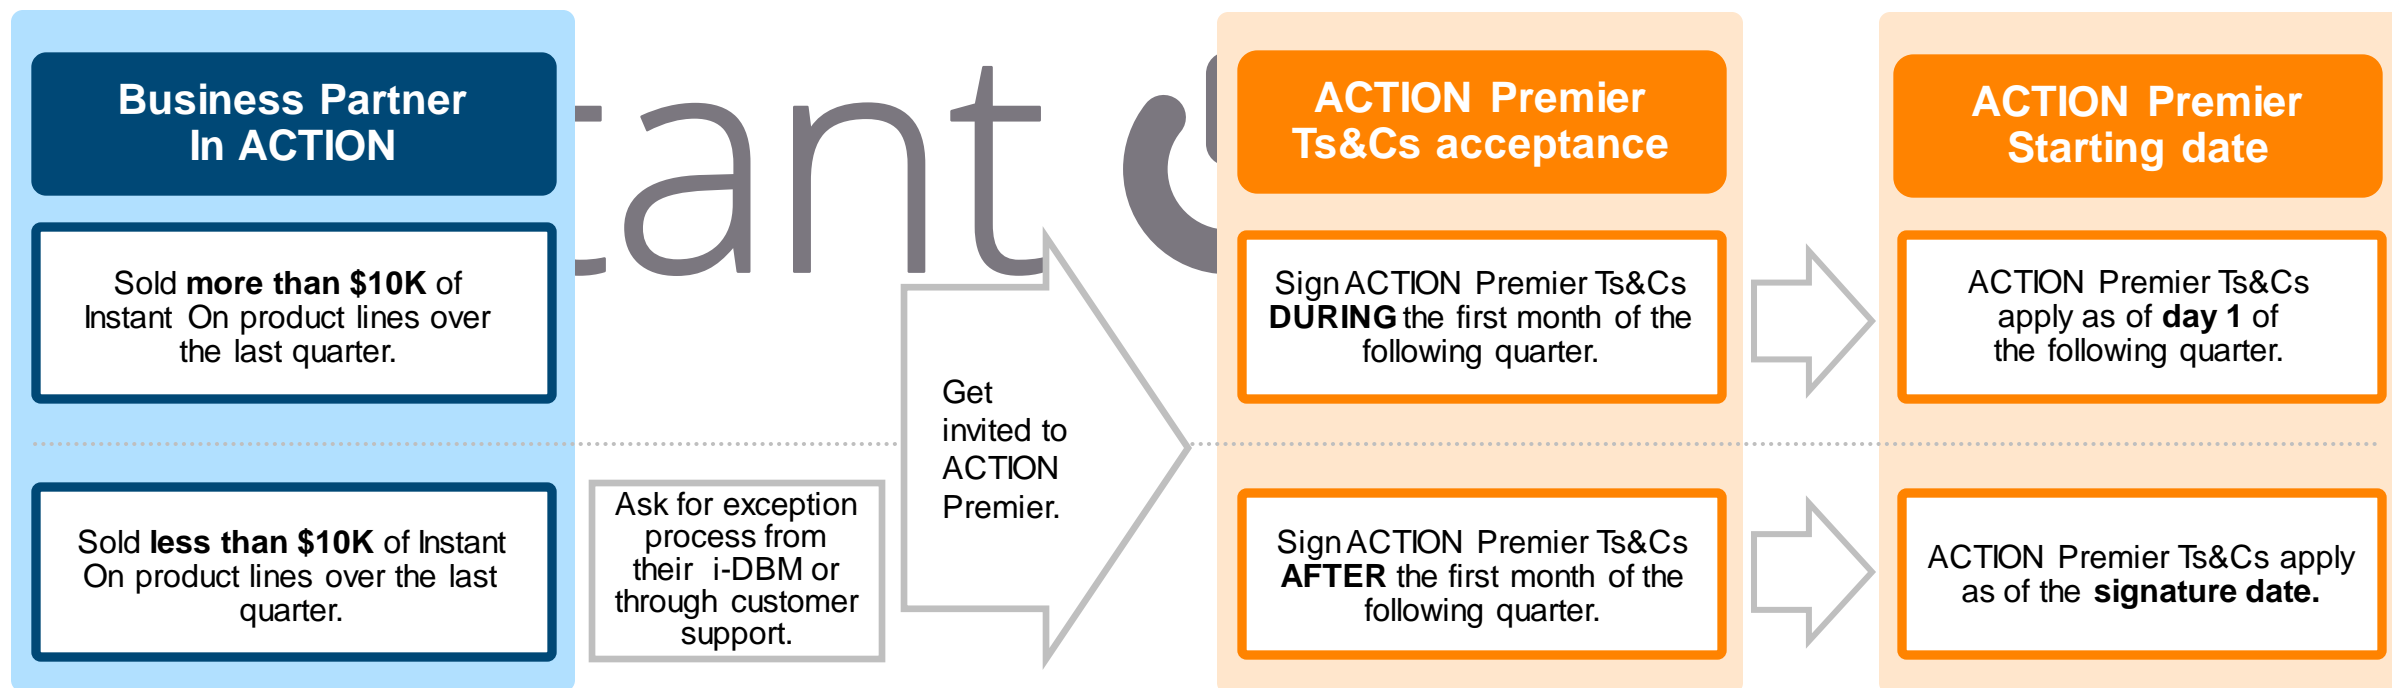 Business Partner
In ACTION
Sold more than $10K of
Instant On product lines over
the last quarter.
Sold less than $10K of Instant
On product lines over the last
quarter.
tant
Ask for exception
process from
their i-DBM or
through customer
support.
Get
invited to
ACTION
Premier.
ACTION Premier
Ts&Cs acceptance
Sign ACTION Premier Ts&Cs
DURING the first month of the
following quarter.
Sign ACTION Premier Ts&Cs
AFTER the first month of the
following quarter.
ACTION Premier
Starting date
ACTION Premier Ts&Cs
apply as of day 1 of
the following quarter.
ACTION Premier Ts&Cs apply
as of the signature date.